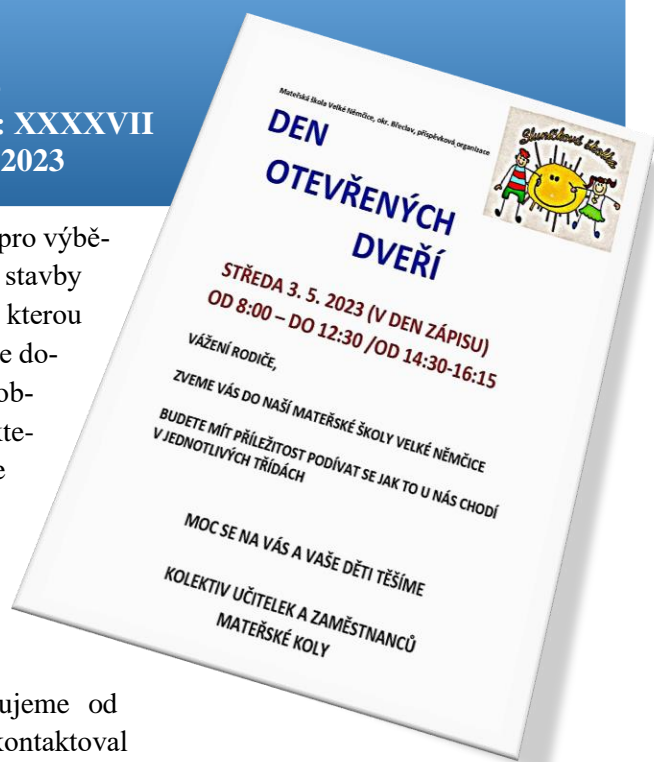 : XXXXVII
2023
pro výbě-
stavby
kterou
e do-
ob-
kte-
e
ujeme od
kontaktoval
Mateřská škola Velké Němčice, okr. Břeclav, příspěvková organizace
Sluníčková školka
DEN
OTEVŘENÝCH
DVEŘÍ
STŘEDA 3. 5. 2023 (V DEN ZÁPISU)
OD 8:00 – DO 12:30 /OD 14:30-16:15
VÁŽENÍ RODIČE,
ZVEME VÁS DO NAŠÍ MATEŘSKÉ ŠKOLY VELKÉ NĚMČICE
BUDETE MÍT PŘÍLEŽITOST PODÍVAT SE JAK TO U NÁS CHODÍ
V JEDNOTLIVÝCH TŘÍDÁCH
MOC SE NA VÁS A VAŠE DĚTI TĚŠÍME
KOLEKTIV UČITELEK A ZAMĚSTNANCŮ
MATEŘSKÉ KOLY